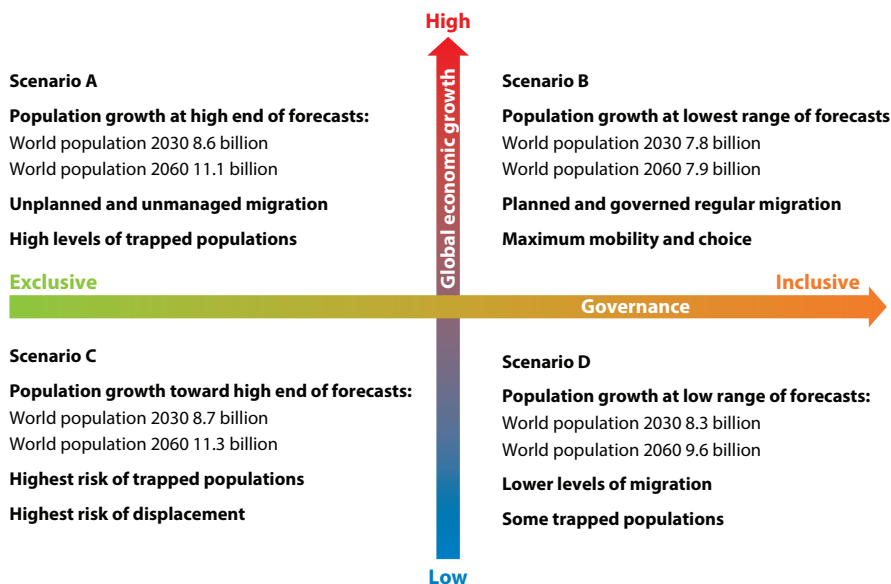 High
Scenario A
Population growth at high end of forecasts:
World population 2030 8.6 billion
World population 2060 11.1 billion
Unplanned and unmanaged migration
High levels of trapped populations
Scenario B
Population growth at lowest range of forecasts
World population 2030 7.8 billion
World population 2060 7.9 billion
Planned and governed regular migration
Maximum mobility and choice
Global economic growth
Exclusive
Inclusive
Governance
Scenario C
Population growth toward high end of forecasts:
World population 2030 8.7 billion
World population 2060 11.3 billion
Highest risk of trapped populations
Highest risk of displacement
Scenario D
Population growth at low range of forecasts:
World population 2030 8.3 billion
World population 2060 9.6 billion
Lower levels of migration
Some trapped populations
Low